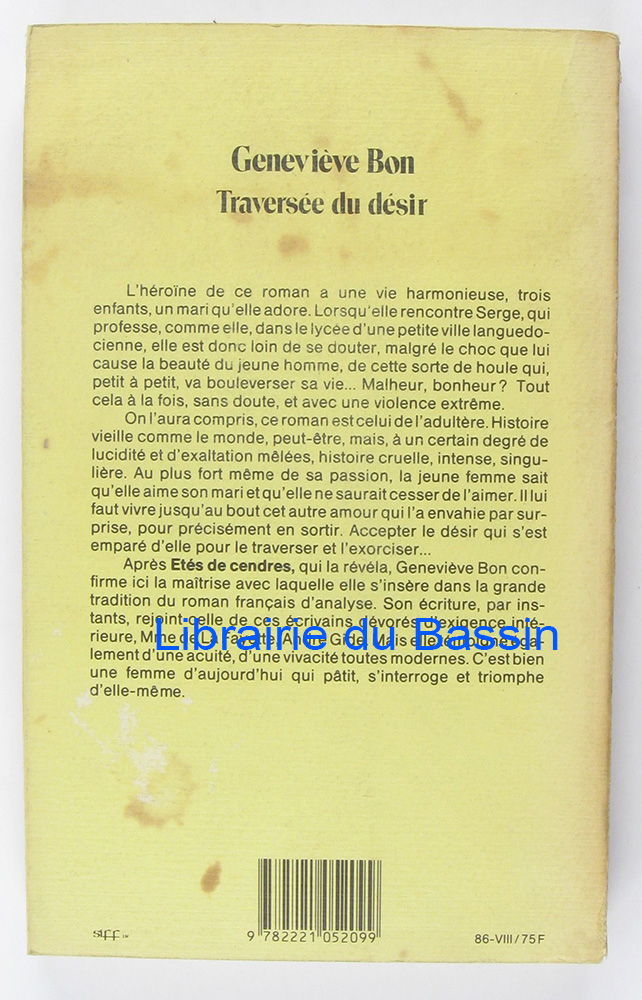 Geneviève Bon
Traversée du désir
L'héroïne de ce roman a une vie harmonieuse, trois
enfants, un mari qu'elle adore. Lorsqu'elle rencontre Serge, qui
professe, comme elle, dans le lycée d'une petite ville languedo-
cienne, elle est donc loin de se douter, malgré le choc que lui
cause la beauté du jeune homme, de cette sorte de houle qui,
petit à petit, va bouleverser sa vie... Malheur, bonheur? Tout
cela à la fois, sans doute, et avec une violence extrême.
On l'aura compris, ce roman est celui de l'adultère. Histoire
vieille comme le monde, peut-être, mais, à un certain degré de
lucidité et d'exaltation mêlées, histoire cruelle, intense, singu-
lière. Au plus fort même de sa passion, la jeune femme sait
qu'elle aime son mari et qu'elle ne saurait cesser de l'aimer. Il lui
faut vivre jusqu'au bout cet autre amour qui l'a envahie par sur-
prise, pour précisément en sortir. Accepter le désir qui s'est
emparé d'elle pour le traverser et l'exorciser...
Après Etés de cendres, qui la révéla, Geneviève Bon con-
firme ici la maîtrise avec laquelle elle s'insère dans la grande
tradition du roman français d'analyse. Son écriture, par ins-
tants, rejoint celle de ces écrivains dévorés d'exigence inté-
rieure, Mme de La Fayette, André Gide. Mais elle témoigne éga-
Librairie du Bassin
lement d'une acuité, d'une vivacité toutes modernes. C'est bien
une femme d'aujourd'hui qui pâtit, s'interroge et triomphe
d'elle-même.
9 782221 052099
86-VIII/75F